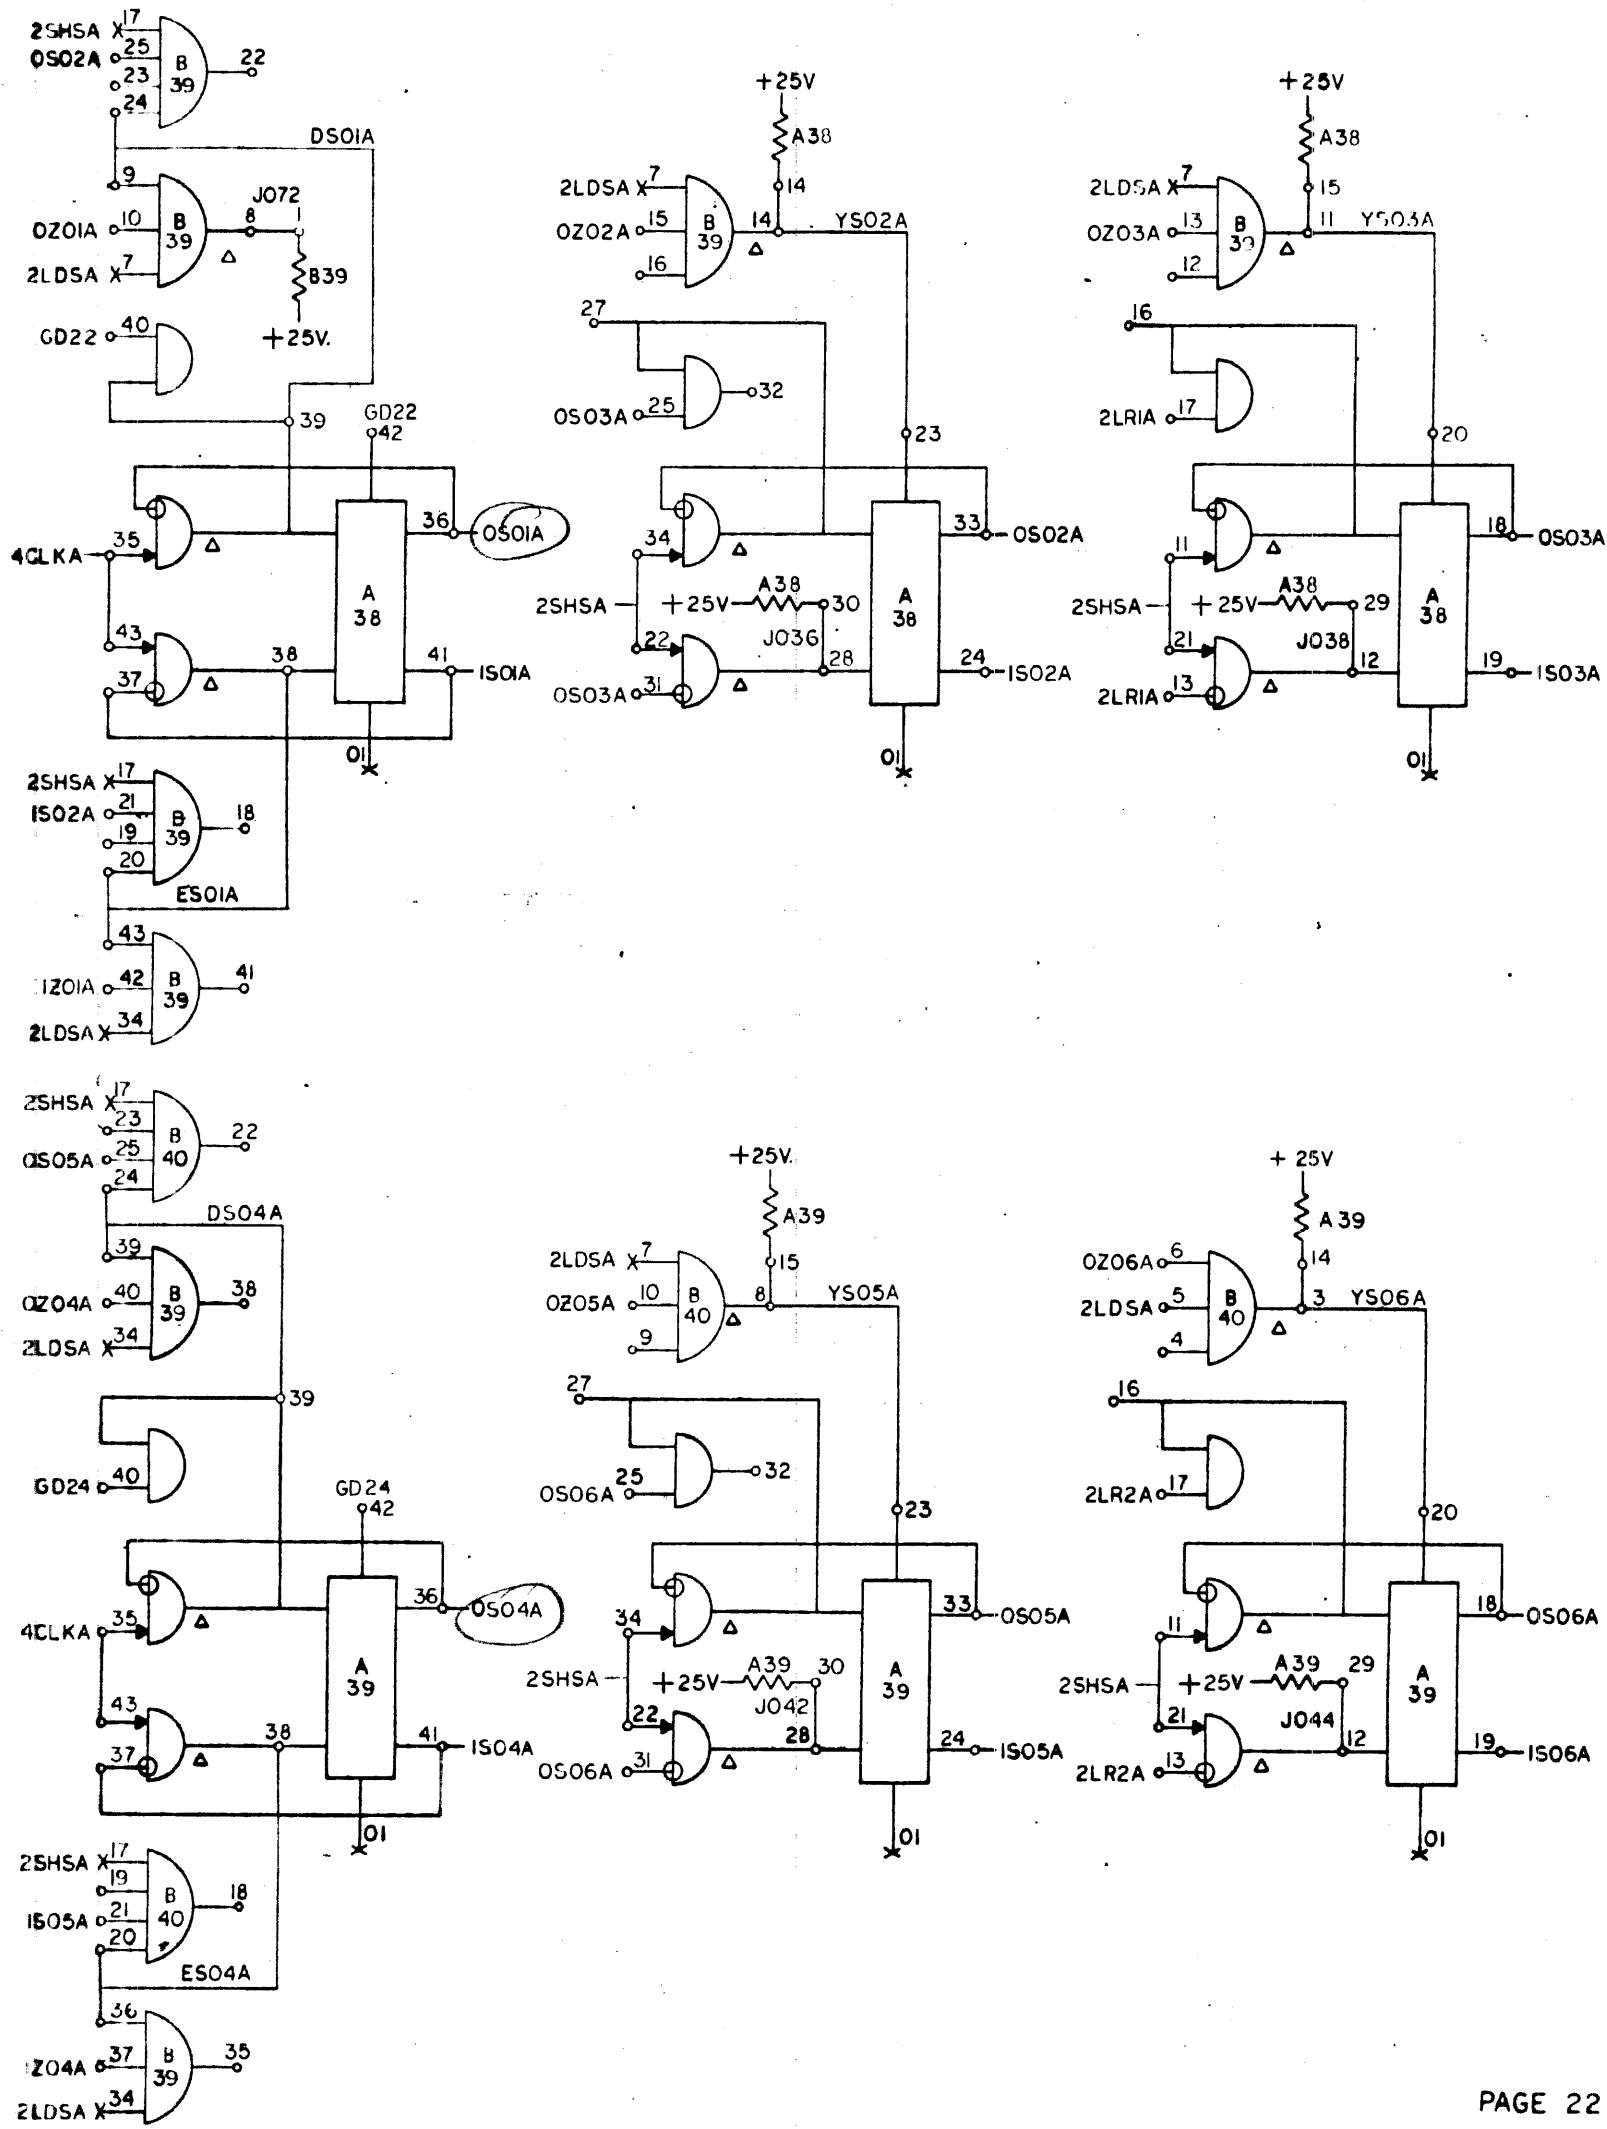 2SHSA 17
0S02A 25
23
24
B
39
22
DS01A
9
0Z01A 10
2LDSA 7
B
39
8
J072
1
Δ
B39
+25V.
GD22 40
39
GD22
42
4CLKA 35
Δ
36
0S01A
A
38
43
37
Δ
38
41
1S01A
01
2SHSA 17
1S02A 21
19
20
B
39
18
ES01A
43
1Z01A 42
2LDSA 34
B
39
41
+25V
A38
14
2LDSA 7
0Z02A 15
16
B
39
14
Δ
YS02A
27
0S03A 25
32
23
34
Δ
33
0S02A
2SHSA
+25V
A38
30
A
38
22
J036
0S03A 31
Δ
28
24
1S02A
01
+25V
A38
15
2LDSA 7
0Z03A 13
12
B
39
11
Δ
YS03A
16
2LR1A 17
20
11
Δ
18
0S03A
2SHSA
+25V
A38
29
A
38
21
J038
2LR1A 13
Δ
12
19
1S03A
01
2SHSA 17
23
0S05A 25
24
B
40
22
DS04A
39
0Z04A 40
2LDSA 34
B
39
38
39
GD24 40
GD24
42
4CLKA 35
Δ
36
0S04A
A
39
43
37
Δ
38
41
1S04A
01
2SHSA 17
19
1S05A 21
20
B
40
18
ES04A
36
1Z04A 37
2LDSA 34
B
39
35
+25V.
A39
15
2LDSA 7
0Z05A 10
9
B
40
8
Δ
YS05A
27
0S06A 25
32
23
34
Δ
33
0S05A
2SHSA
+25V
A39
30
A
39
22
J042
0S06A 31
Δ
28
24
1S05A
01
+25V
A39
14
0Z06A 6
2LDSA 5
4
B
40
3
Δ
YS06A
16
2LR2A 17
20
11
Δ
18
0S06A
2SHSA
+25V
A39
29
A
39
21
J044
2LR2A 13
Δ
12
19
1S06A
01
PAGE 22